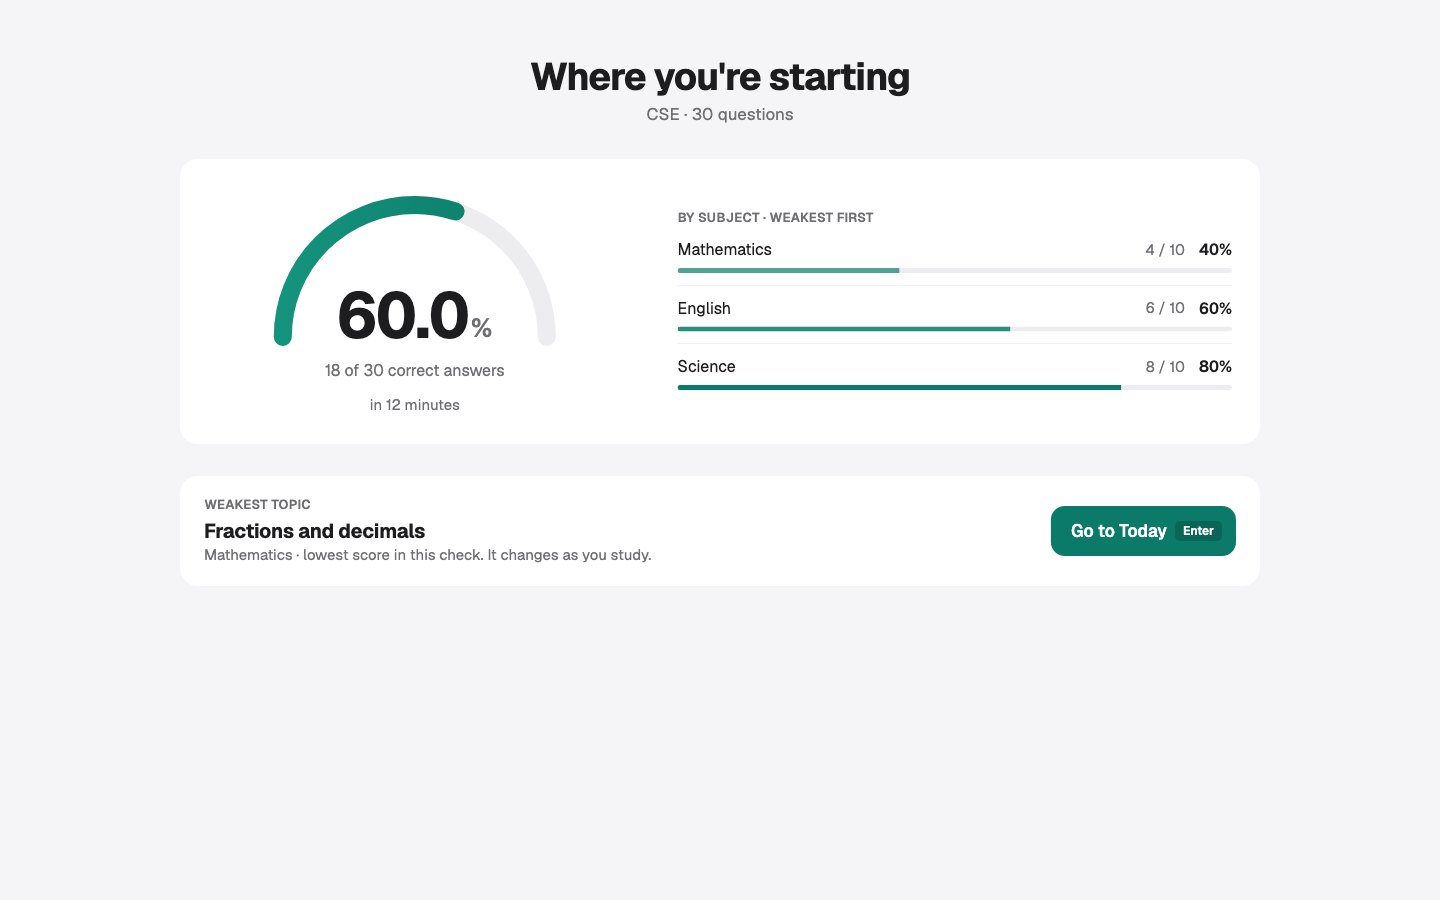 Where you're starting
CSE · 30 questions
60.0%
18 of 30 correct answers
in 12 minutes
BY SUBJECT · WEAKEST FIRST
Mathematics 4 / 10 40%
English 6 / 10 60%
Science 8 / 10 80%
WEAKEST TOPIC
Fractions and decimals
Mathematics · lowest score in this check. It changes as you study.
Go to Today Enter